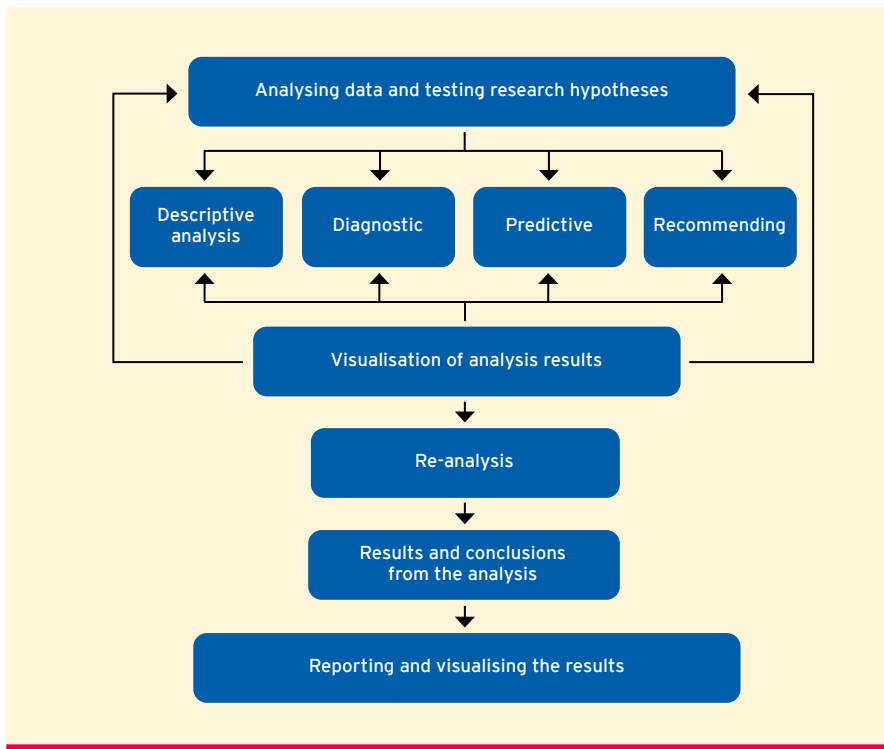 Analysing data and testing research hypotheses
Descriptive
analysis
Diagnostic
Predictive
Recommending
Visualisation of analysis results
Re-analysis
Results and conclusions
from the analysis
Reporting and visualising the results